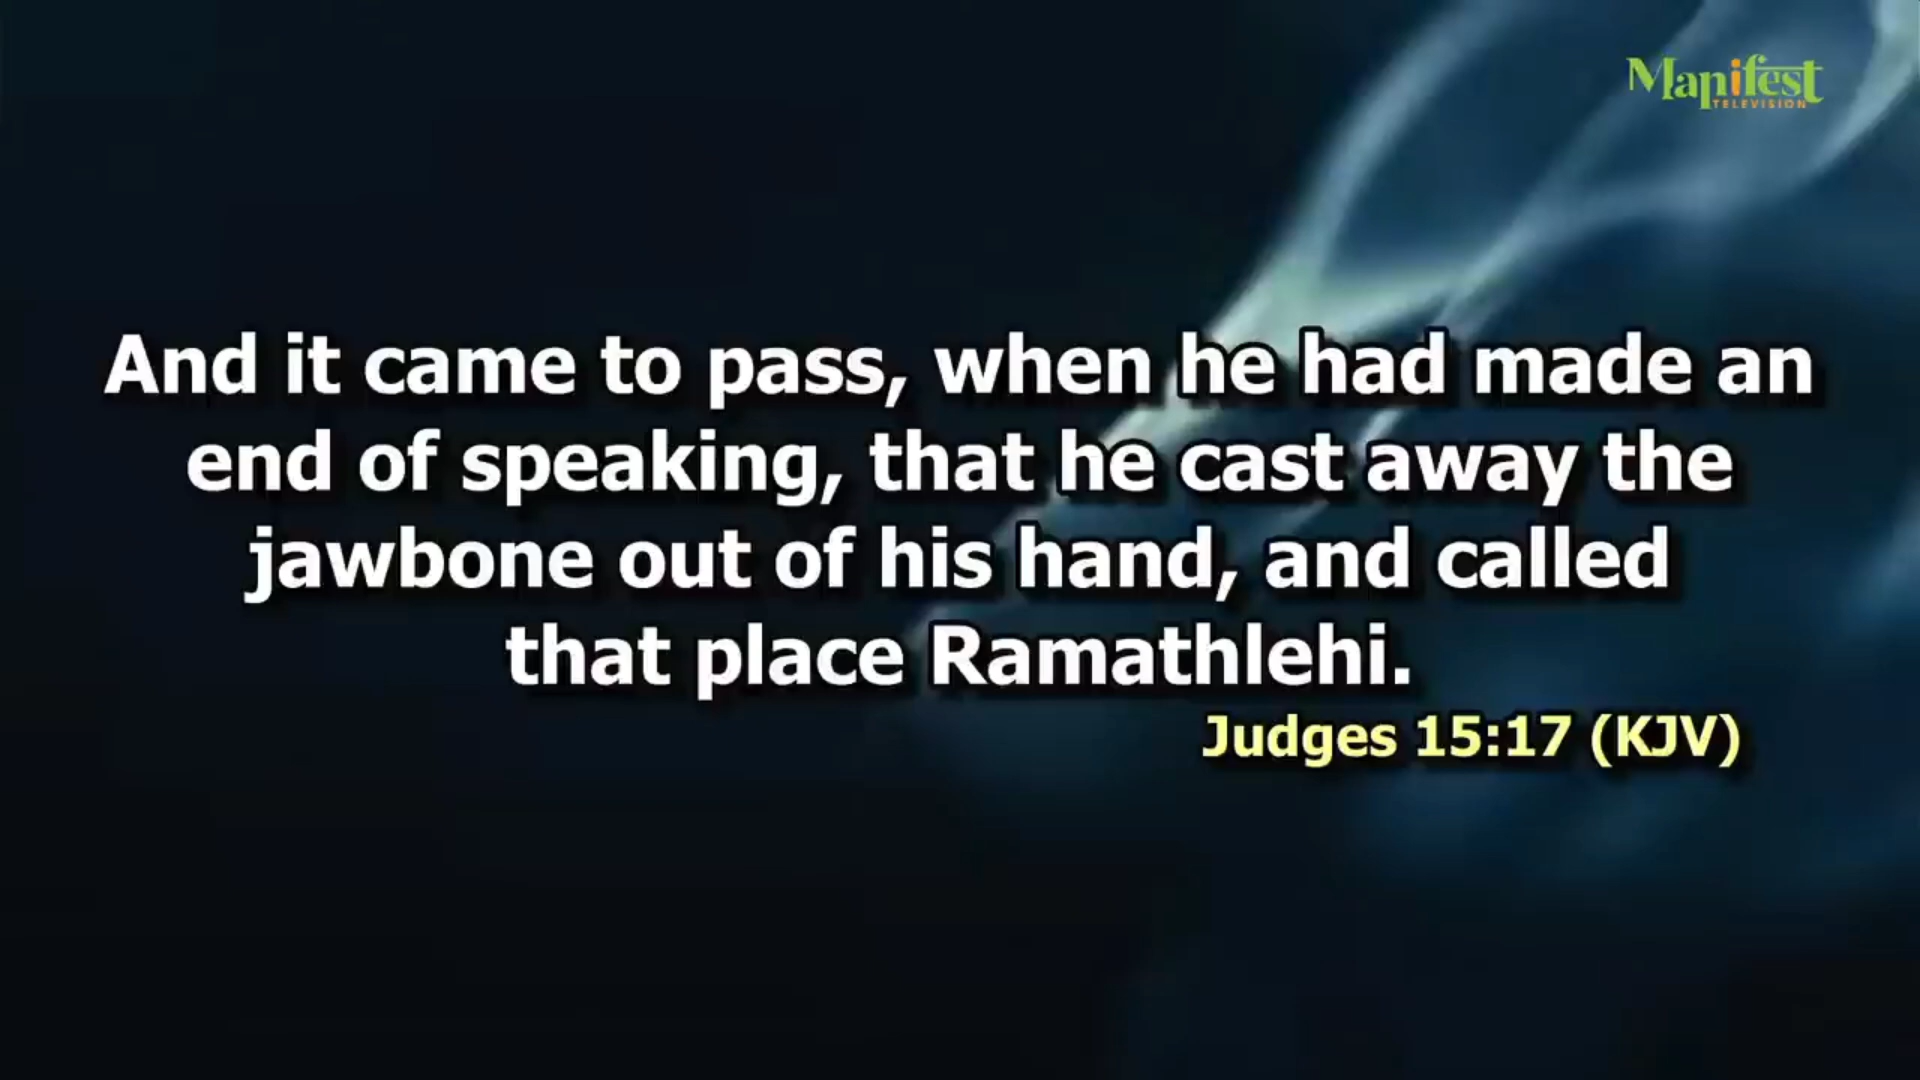 Manifest
TELEVISION
And it came to pass, when he had made an
end of speaking, that he cast away the
jawbone out of his hand, and called
that place Ramathlehi.
Judges 15:17 (KJV)